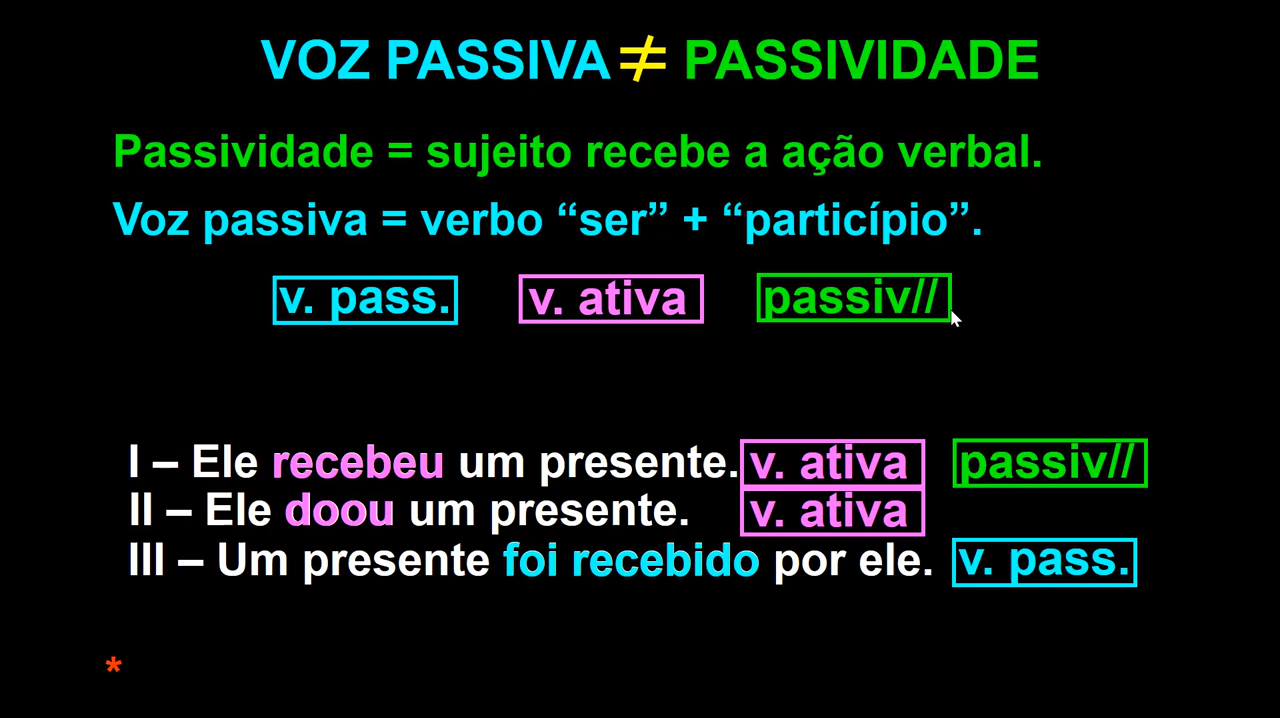 VOZ PASSIVA ≠ PASSIVIDADE
Passividade = sujeito recebe a ação verbal.
Voz passiva = verbo “ser” + “particípio”.
v. pass. v. ativa passiv//
I – Ele recebeu um presente. v. ativa passiv//
II – Ele doou um presente. v. ativa
III – Um presente foi recebido por ele. v. pass.
*